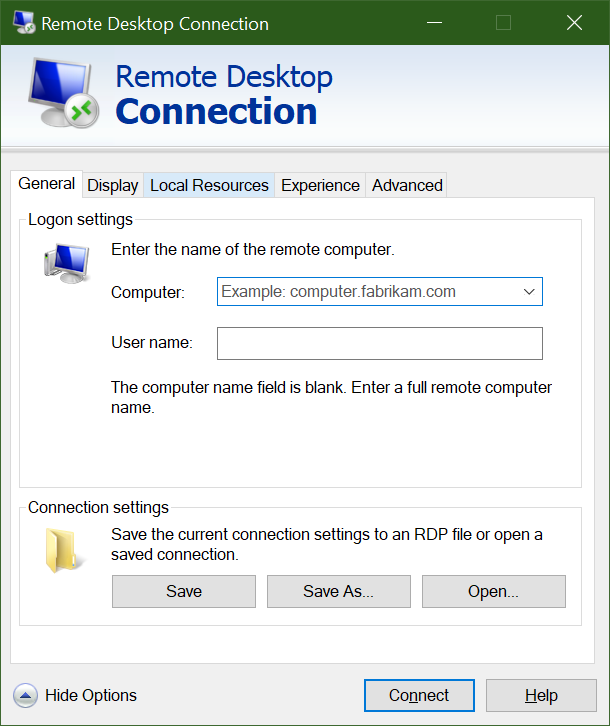 Remote Desktop Connection
Remote Desktop
Connection
General Display Local Resources Experience Advanced
Logon settings
Enter the name of the remote computer.
Computer: Example: computer.fabrikam.com
User name:
The computer name field is blank. Enter a full remote computer
name.
Connection settings
Save the current connection settings to an RDP file or open a
saved connection.
Save Save As... Open...
Hide Options Connect Help